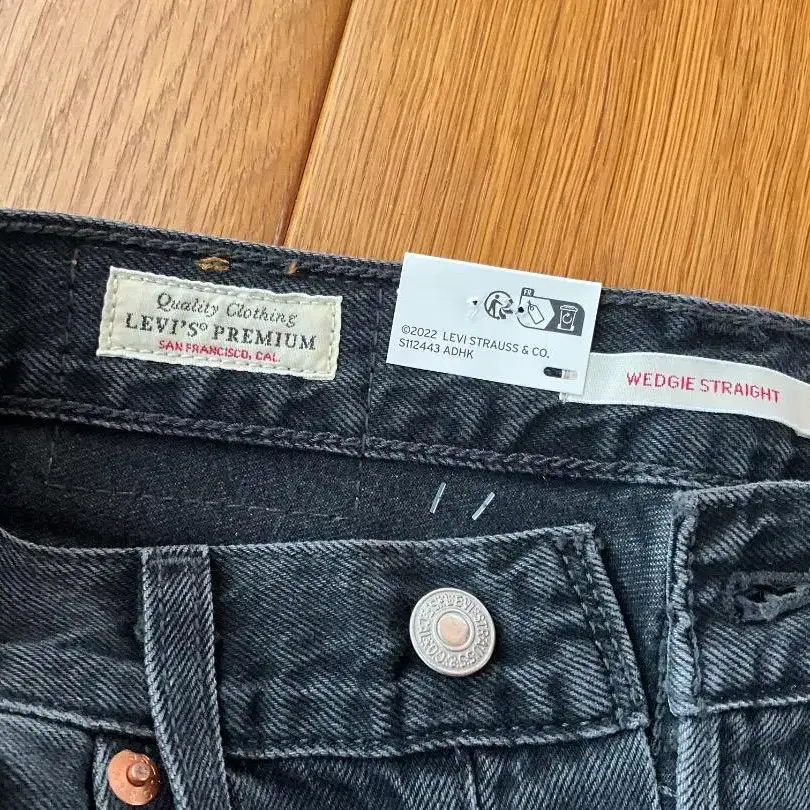 Quality Clothing
LEVI'S® PREMIUM
SAN FRANCISCO, CAL.
FR
©2022 LEVI STRAUSS & CO.
S112443 ADHK
WEDGIE STRAIGHT